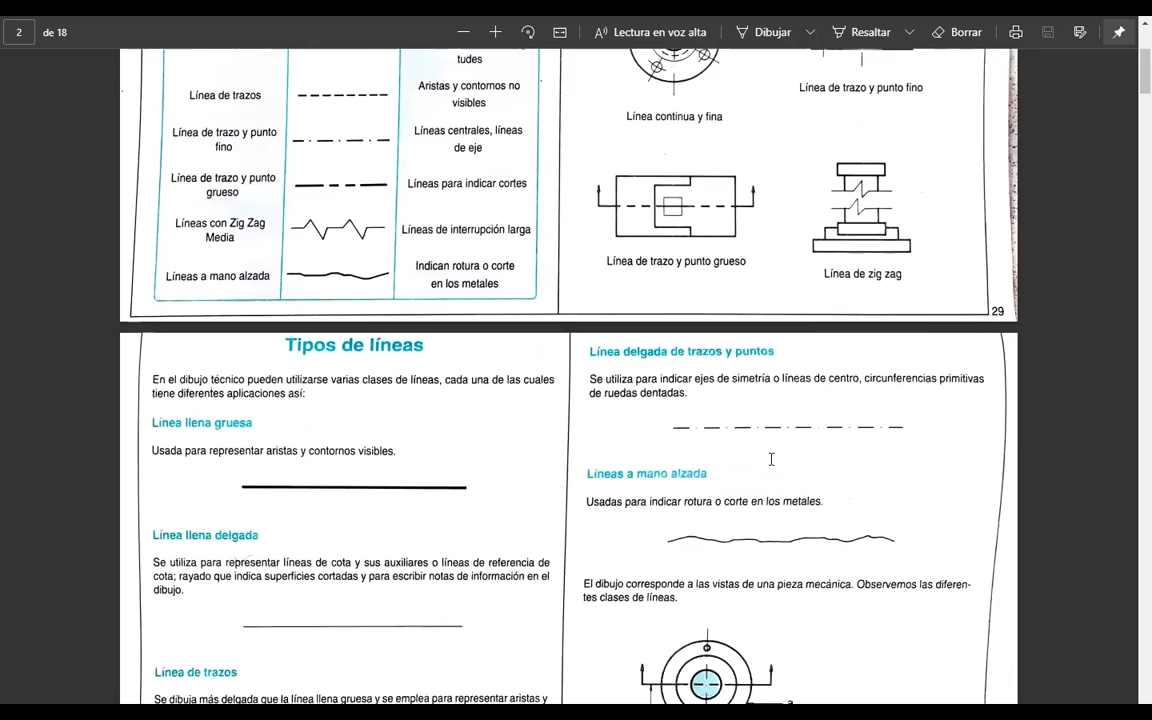 2
de 18
Lectura en voz alta
Dibujar
Resaltar
Borrar
tudes
Línea de trazos
Aristas y contornos no
visibles
Línea de trazo y punto
fino
Líneas centrales, líneas
de eje
Línea de trazo y punto
grueso
Líneas para indicar cortes
Líneas con Zig Zag
Media
Líneas de interrupción larga
Líneas a mano alzada
Indican rotura o corte
en los metales
Línea continua y fina
Línea de trazo y punto fino
Línea de trazo y punto grueso
Línea de zig zag
29
Tipos de líneas
En el dibujo técnico pueden utilizarse varias clases de líneas, cada una de las cuales
tiene diferentes aplicaciones así:
Línea llena gruesa
Usada para representar aristas y contornos visibles.
Línea llena delgada
Se utiliza para representar líneas de cota y sus auxiliares o líneas de referencia de
cota; rayado que indica superficies cortadas y para escribir notas de información en el
dibujo.
Línea de trazos
Se dibuja más delgada que la línea llena gruesa y se emplea para representar aristas y
Línea delgada de trazos y puntos
Se utiliza para indicar ejes de simetría o líneas de centro, circunferencias primitivas
de ruedas dentadas.
Líneas a mano alzada
Usadas para indicar rotura o corte en los metales.
El dibujo corresponde a las vistas de una pieza mecánica. Observemos las diferen-
tes clases de líneas.